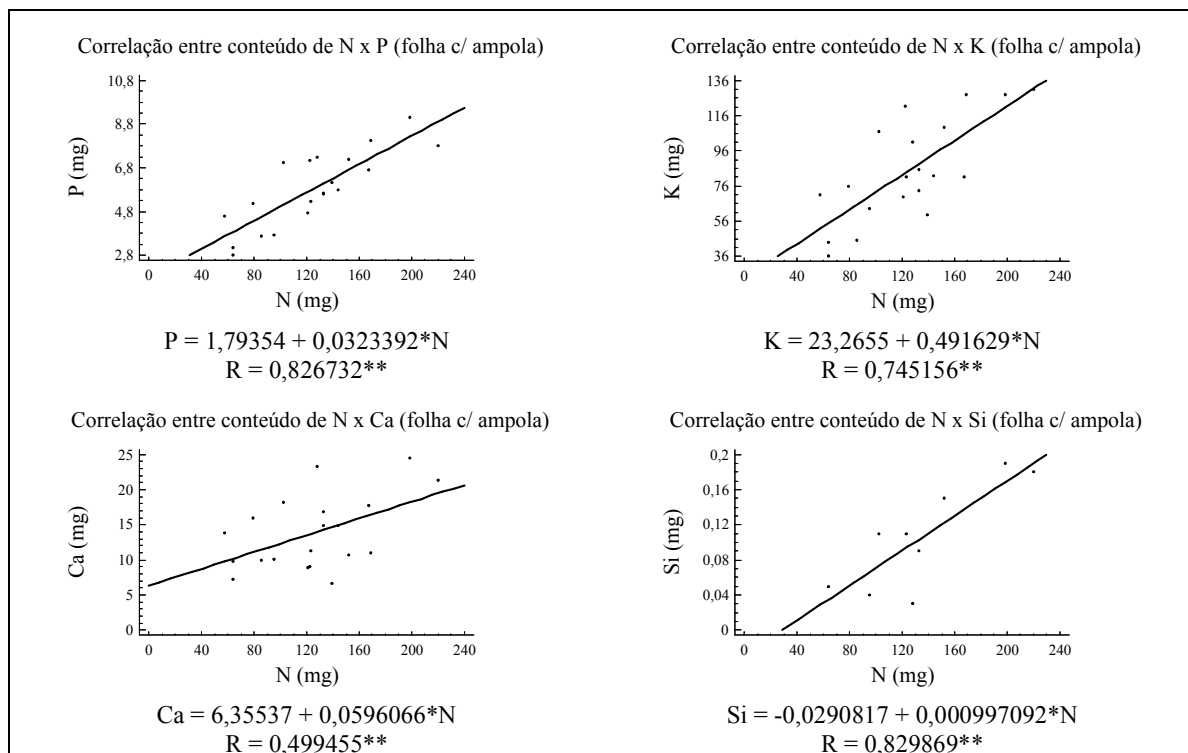 Correlação entre conteúdo de N x P (folha c/ ampola)
P (mg)
10,8
8,8
6,8
4,8
2,8
0 40 80 120 160 200 240
N (mg)
P = 1,79354 + 0,0323392*N
R = 0,826732**
Correlação entre conteúdo de N x K (folha c/ ampola)
K (mg)
136
116
96
76
56
36
0 40 80 120 160 200 240
N (mg)
K = 23,2655 + 0,491629*N
R = 0,745156**
Correlação entre conteúdo de N x Ca (folha c/ ampola)
Ca (mg)
25
20
15
10
5
0
0 40 80 120 160 200 240
N (mg)
Ca = 6,35537 + 0,0596066*N
R = 0,499455**
Correlação entre conteúdo de N x Si (folha c/ ampola)
Si (mg)
0,2
0,16
0,12
0,08
0,04
0
0 40 80 120 160 200 240
N (mg)
Si = -0,0290817 + 0,000997092*N
R = 0,829869**